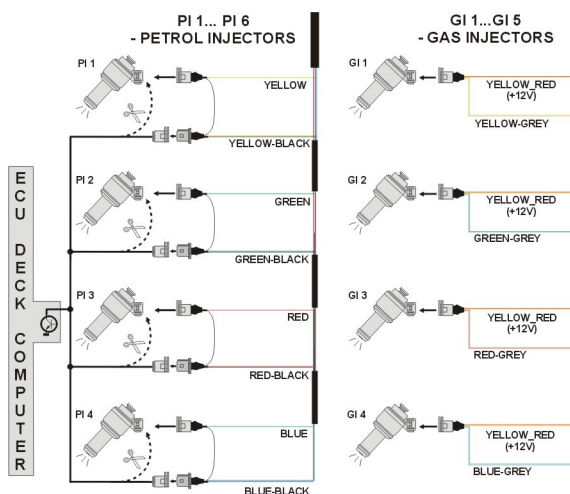 PI 1... PI 6
- PETROL INJECTORS
GI 1...GI 5
- GAS INJECTORS
PI 1
YELLOW
YELLOW-BLACK
PI 2
GREEN
GREEN-BLACK
PI 3
RED
RED-BLACK
PI 4
BLUE
BLUE-BLACK
GI 1
YELLOW_RED
(+12V)
YELLOW-GREY
GI 2
YELLOW_RED
(+12V)
GREEN-GREY
GI 3
YELLOW_RED
(+12V)
RED-GREY
GI 4
YELLOW_RED
(+12V)
BLUE-GREY
ECU DECK COMPUTER